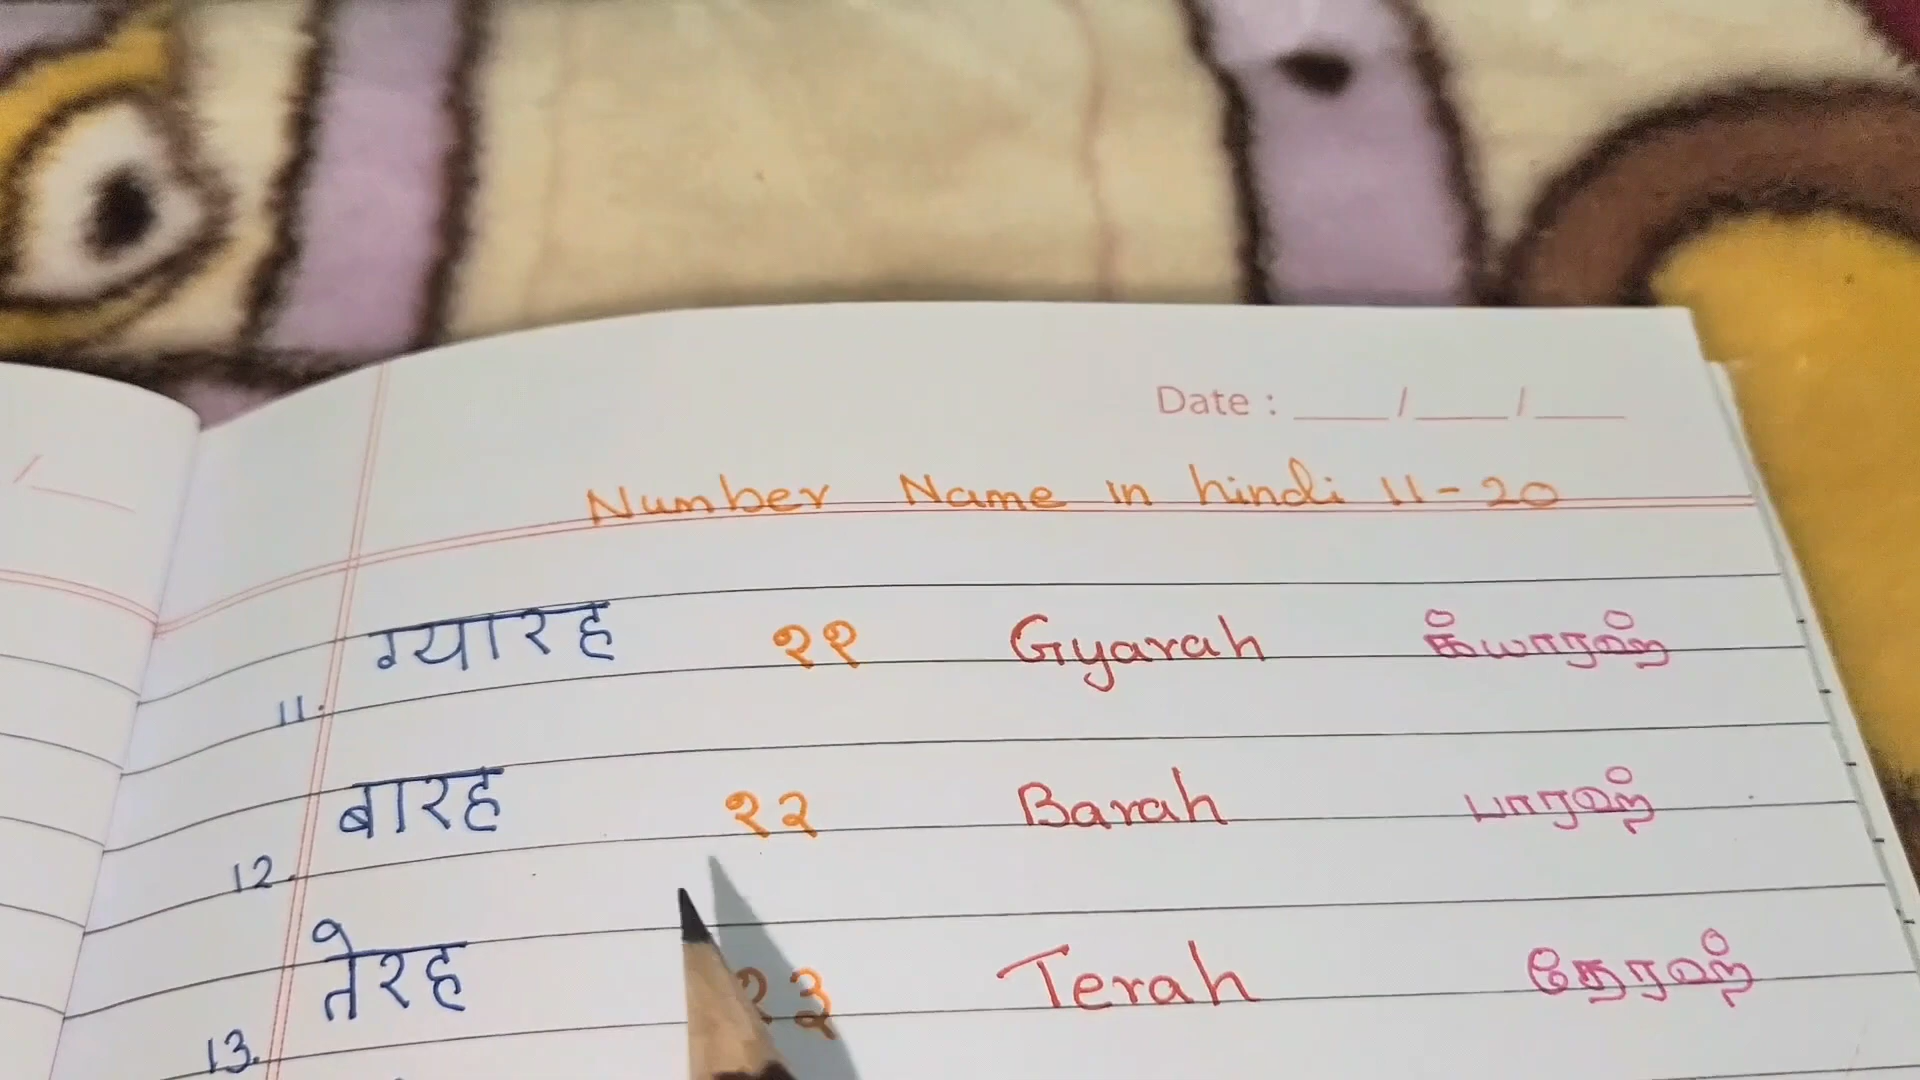 Date : ___/___/___
Number Name in hindi 11-20
11. ग्यारह ११ Gyarah க்யாரஹ்
12. बारह १२ Barah பாரஹ்
13. तेरह १३ Terah தேரஹ்